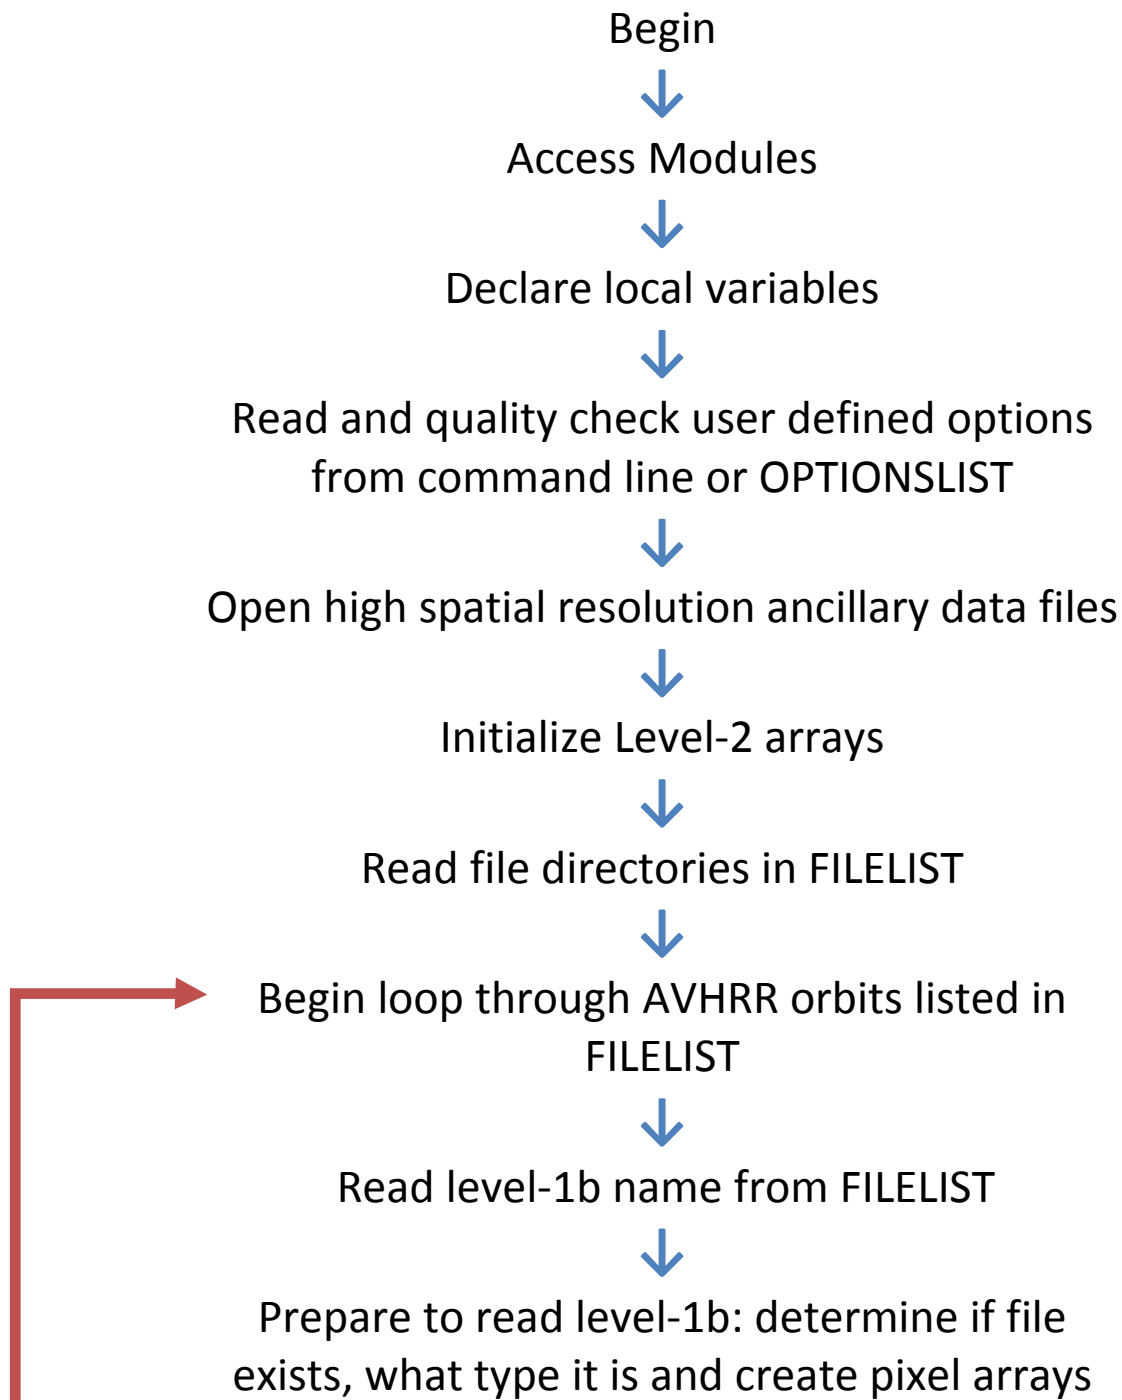 Begin
Access Modules
Declare local variables
Read and quality check user defined options
from command line or OPTIONSLIST
Open high spatial resolution ancillary data files
Initialize Level-2 arrays
Read file directories in FILELIST
Begin loop through AVHRR orbits listed in
FILELIST
Read level-1b name from FILELIST
Prepare to read level-1b: determine if file
exists, what type it is and create pixel arrays